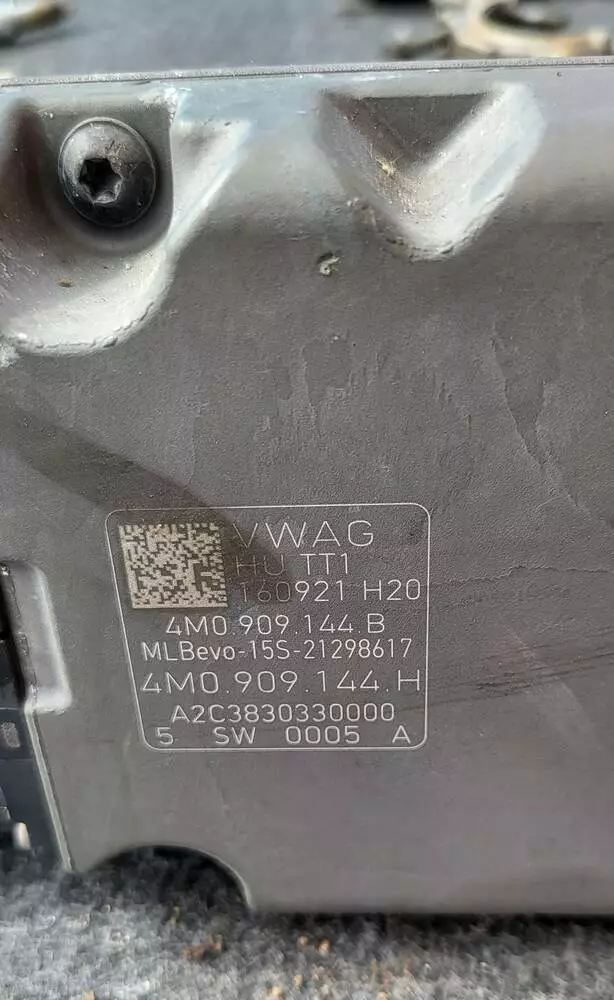 VWAG
HU TT1
160921 H20
4M0.909.144.B
MLBevo-15S-21298617
4M0.909.144.H
A2C3830330000
5 SW 0005 A